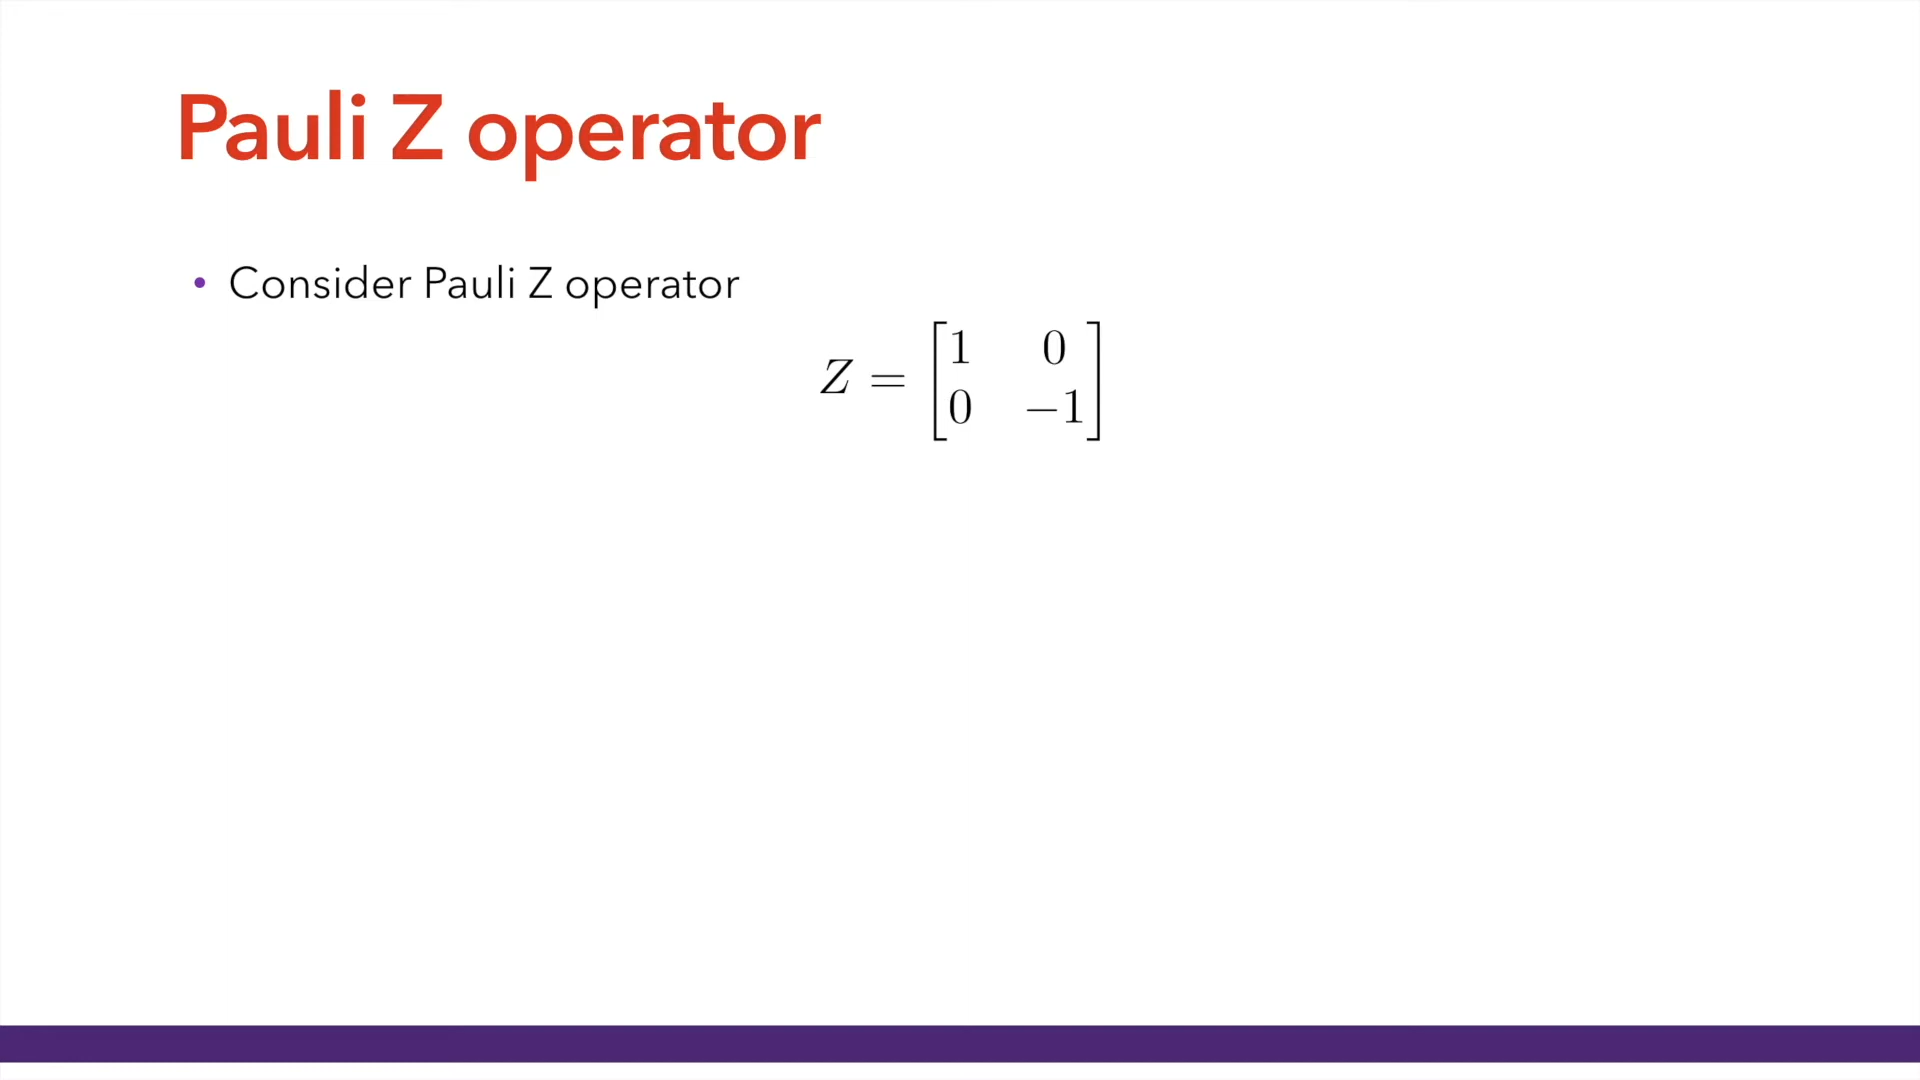 Pauli Z operator
• Consider Pauli Z operator
Z = [1 0
0 −1]